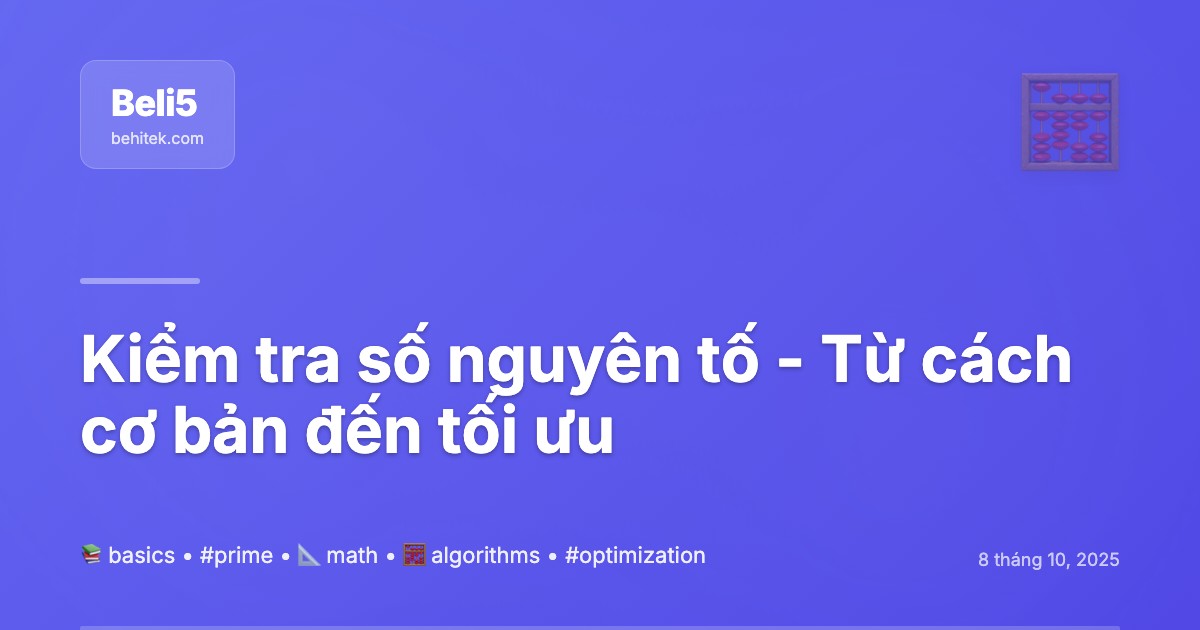 Beli5
behitek.com
Kiểm tra số nguyên tố - Từ cách
cơ bản đến tối ưu
📚 basics • #prime • 📐 math • 🧮 algorithms • #optimization
8 tháng 10, 2025